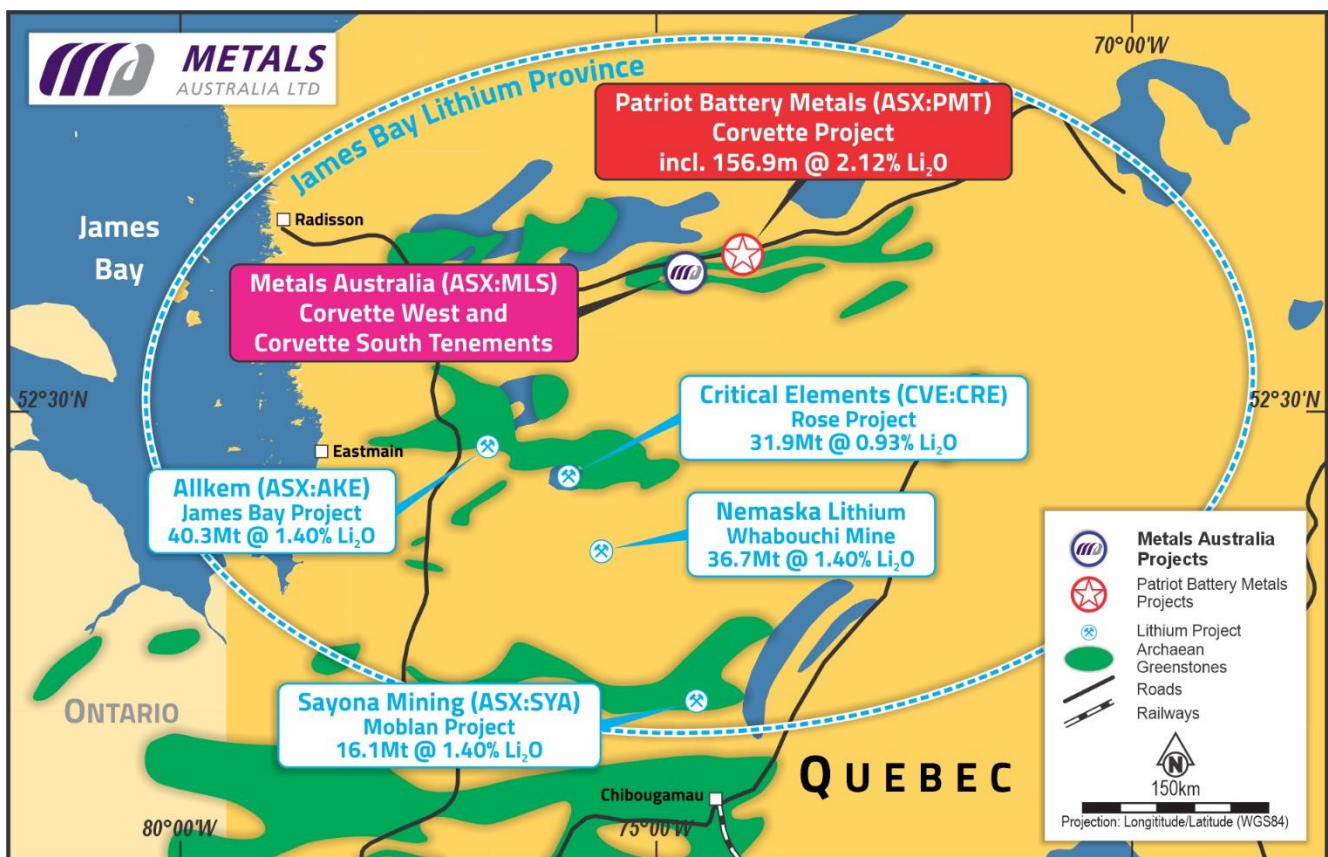 METALS
AUSTRALIA LTD
70°00'W
James Bay Lithium Province
Patriot Battery Metals (ASX:PMT)
Corvette Project
incl. 156.9m @ 2.12% Li₂O
Radisson
James
Bay
Metals Australia (ASX:MLS)
Corvette West and
Corvette South Tenements
52°30'N
52°30'N
Critical Elements (CVE:CRE)
Rose Project
31.9Mt @ 0.93% Li₂O
Eastmain
Allkem (ASX:AKE)
James Bay Project
40.3Mt @ 1.40% Li₂O
Nemaska Lithium
Whabouchi Mine
36.7Mt @ 1.40% Li₂O
Metals Australia
Projects
Patriot Battery Metals
Projects
Lithium Project
Archaean
Greenstones
Roads
Railways
N
150km
Projection: Longititude/Latitude (WGS84)
ONTARIO
Sayona Mining (ASX:SYA)
Moblan Project
16.1Mt @ 1.40% Li₂O
QUEBEC
Chibougamau
80°00'W
75°00'W